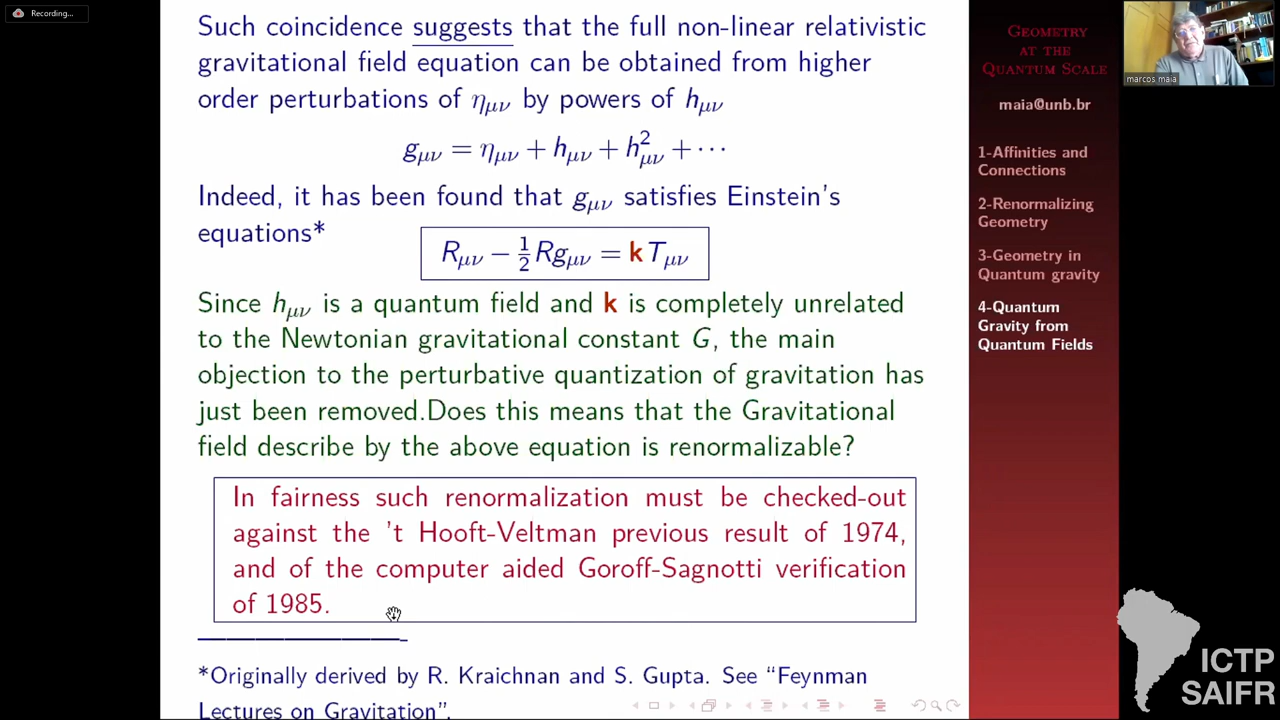 Recording...
Such coincidence suggests that the full non-linear relativistic
gravitational field equation can be obtained from higher
order perturbations of ημν by powers of hμν
gμν = ημν + hμν + h²μν + ···
Indeed, it has been found that gμν satisfies Einstein's
equations*
Rμν − ½Rgμν = k Tμν
Since hμν is a quantum field and k is completely unrelated
to the Newtonian gravitational constant G, the main
objection to the perturbative quantization of gravitation has
just been removed.Does this means that the Gravitational
field describe by the above equation is renormalizable?
In fairness such renormalization must be checked-out
against the 't Hooft-Veltman previous result of 1974,
and of the computer aided Goroff-Sagnotti verification
of 1985.
*Originally derived by R. Kraichnan and S. Gupta. See “Feynman
Lectures on Gravitation”.
Geometry
at the
Quantum Scale
maia@unb.br
1-Affinities and
Connections
2-Renormalizing
Geometry
3-Geometry in
Quantum gravity
4-Quantum
Gravity from
Quantum Fields
marcos maia
ICTP
SAIFR